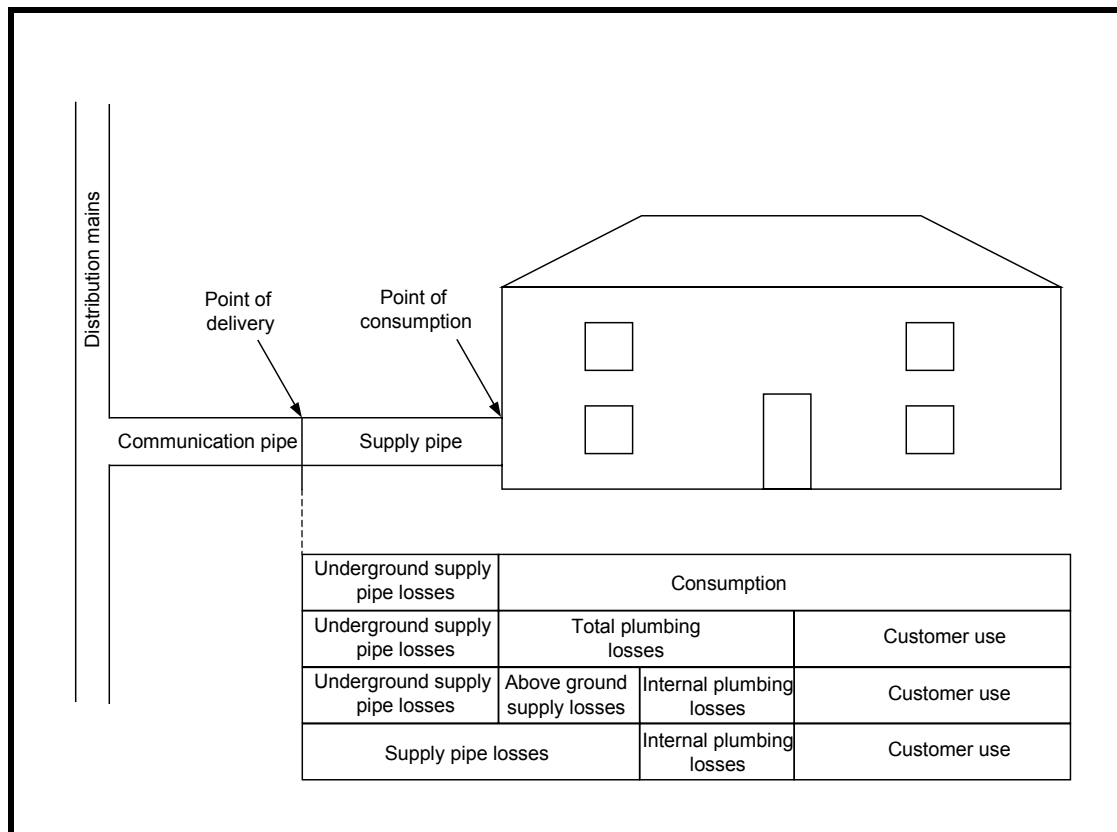 Distribution mains
Point of
delivery
Point of
consumption
Communication pipe
Supply pipe
Underground supply
pipe losses
Consumption
Underground supply
pipe losses
Total plumbing
losses
Customer use
Underground supply
pipe losses
Above ground
supply losses
Internal plumbing
losses
Customer use
Supply pipe losses
Internal plumbing
losses
Customer use